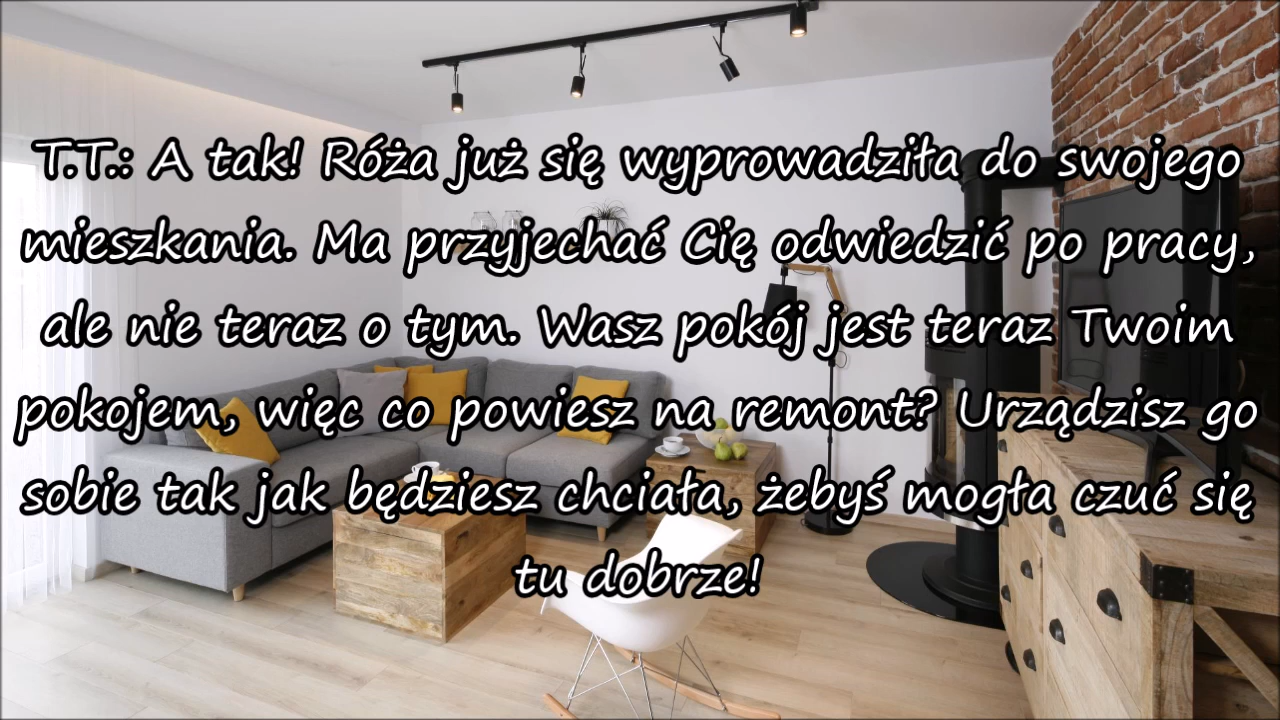 T.T.: A tak! Róża już się wyprowadziła do swojego
mieszkania. Ma przyjechać Cię odwiedzić po pracy,
ale nie teraz o tym. Wasz pokój jest teraz Twoim
pokojem, więc co powiesz na remont? Urządzisz go
sobie tak jak będziesz chciała, żebyś mogła czuć się
tu dobrze!